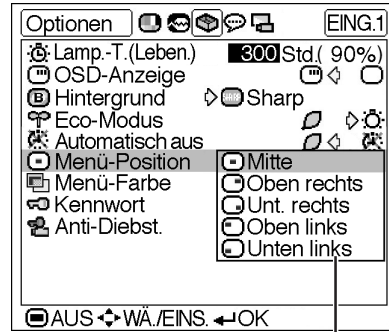 Optionen ENG.1
Lamp.-T.(Leben.) 300 Std.( 90%)
OSD-Anzeige
B Hintergrund Sharp
Eco-Modus
Automatisch aus
Menü-Position Mitte
Menü-Farbe Oben rechts
Kennwort Unt. rechts
Anti-Diebst. Oben links
Unten links
AUS WÄ./EINS. OK